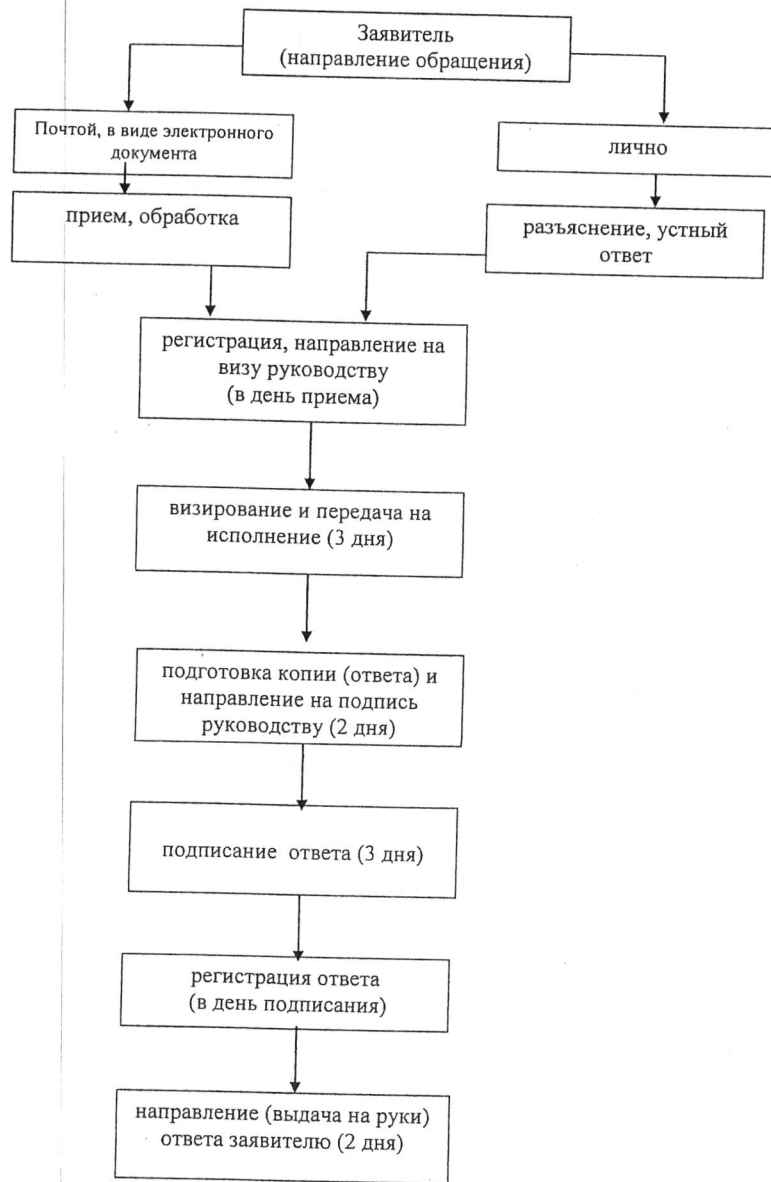 Заявитель
(направление обращения)
Почтой, в виде электронного
документа
лично
прием, обработка
разъяснение, устный
ответ
регистрация, направление на
визу руководству
(в день приема)
визирование и передача на
исполнение (3 дня)
подготовка копии (ответа) и
направление на подпись
руководству (2 дня)
подписание ответа (3 дня)
регистрация ответа
(в день подписания)
направление (выдача на руки)
ответа заявителю (2 дня)